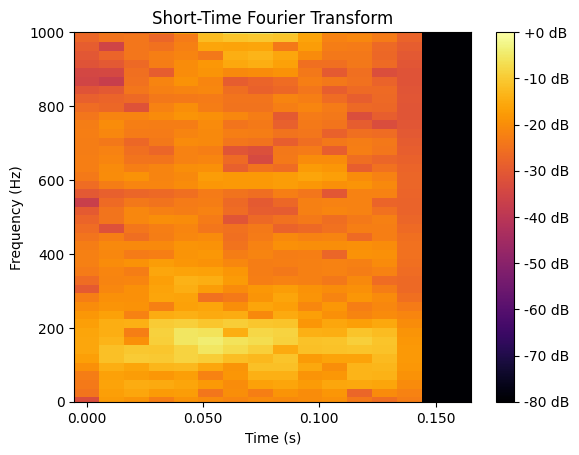 Short-Time Fourier Transform
1000
800
600
400
200
0
Frequency (Hz)
0.000
0.050
0.100
0.150
Time (s)
+0 dB
-10 dB
-20 dB
-30 dB
-40 dB
-50 dB
-60 dB
-70 dB
-80 dB